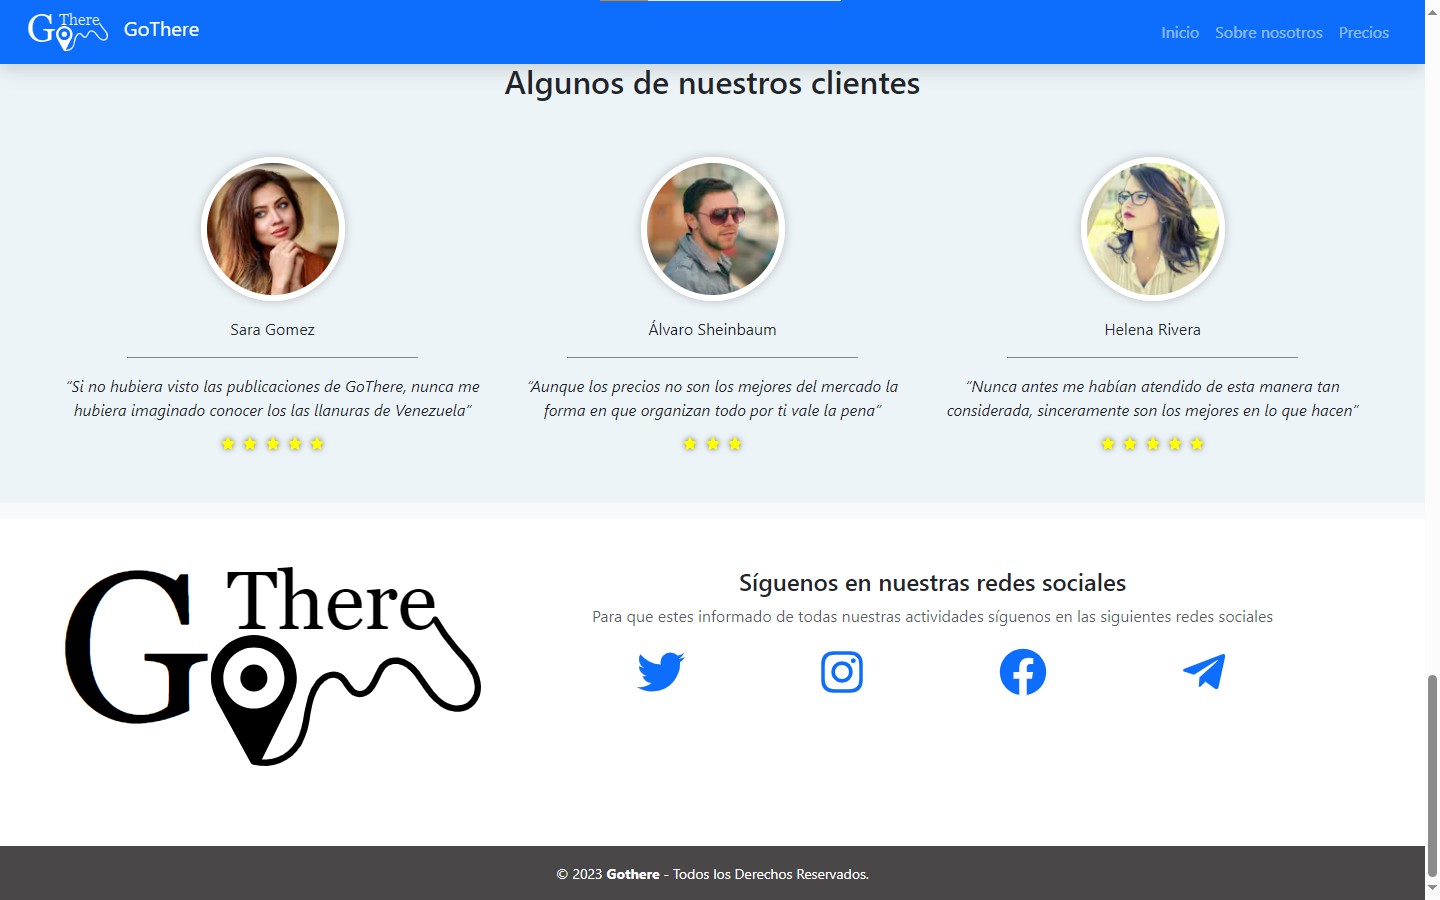 Go There
GoThere
Inicio Sobre nosotros Precios
Algunos de nuestros clientes
Sara Gomez
“Si no hubiera visto las publicaciones de GoThere, nunca me
hubiera imaginado conocer los las llanuras de Venezuela”
Álvaro Sheinbaum
“Aunque los precios no son los mejores del mercado la
forma en que organizan todo por ti vale la pena”
Helena Rivera
“Nunca antes me habían atendido de esta manera tan
considerada, sinceramente son los mejores en lo que hacen”
Go There
Síguenos en nuestras redes sociales
Para que estes informado de todas nuestras actividades síguenos en las siguientes redes sociales
© 2023 Gothere - Todos los Derechos Reservados.